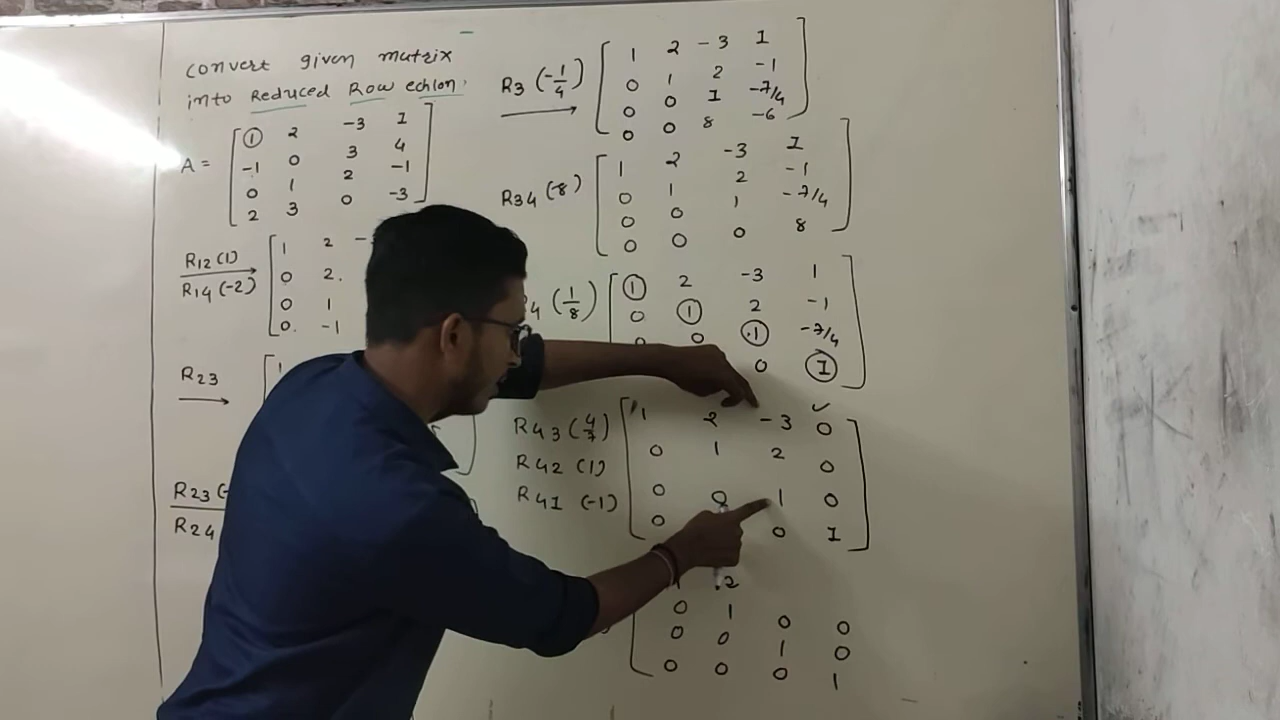 convert given matrix
into Reduced Row echlon.
A =
1 2 -3 1
-1 0 3 4
0 1 2 -1
2 3 0 -3
R12 (1)
R14 (-2)
1 2 -
0 2.
0 1
0. -1
R23
R23 (-
R24
R3 (-1/4)
1 2 -3 1
0 1 2 -1
0 0 1 -7/4
0 0 8 -6
R34 (-8)
1 2 -3 1
0 1 2 -1
0 0 1 -7/4
0 0 0 8
4 (1/8)
1 2 -3 1
0 1 2 -1
0 0 1 -7/4
0 1
R43 (4/7)
R42 (1)
R41 (-1)
1 2 -3 0
0 1 2 0
0 0 1 0
0 0 1
2
0 1 0 0
0 0 1 0
0 0 0 1